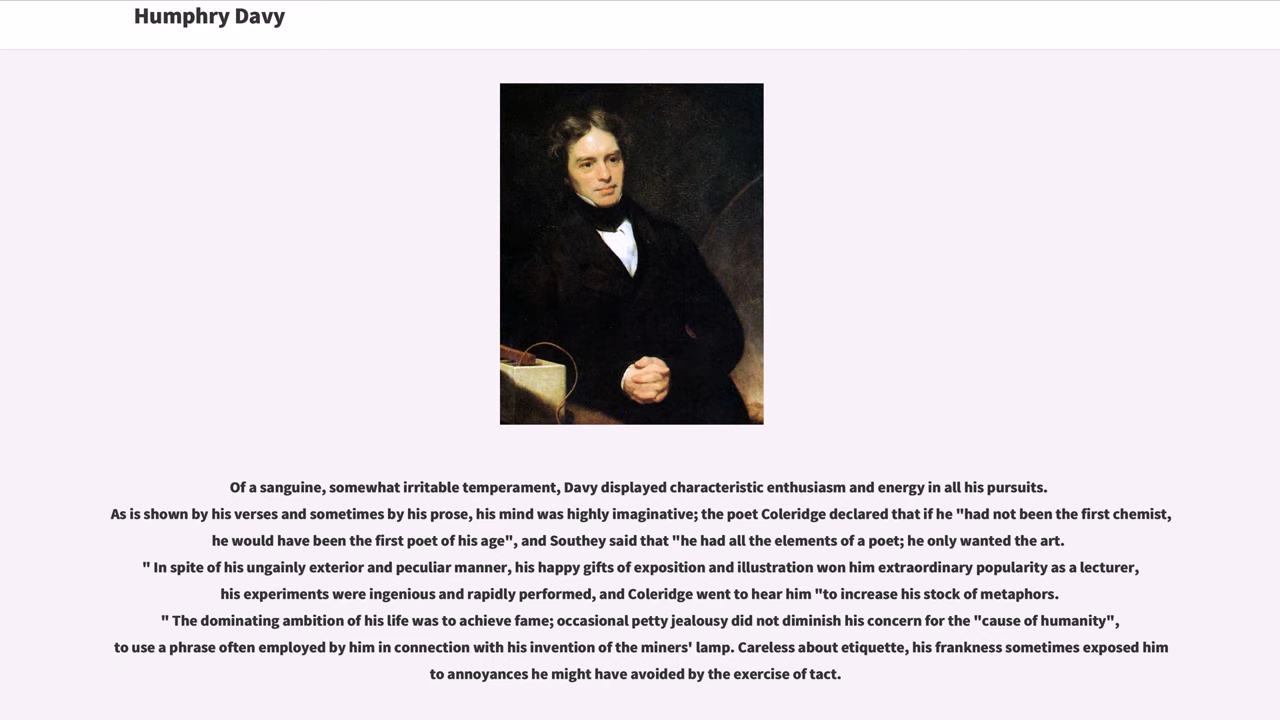 Humphry Davy
Of a sanguine, somewhat irritable temperament, Davy displayed characteristic enthusiasm and energy in all his pursuits.
As is shown by his verses and sometimes by his prose, his mind was highly imaginative; the poet Coleridge declared that if he "had not been the first chemist,
he would have been the first poet of his age", and Southey said that "he had all the elements of a poet; he only wanted the art.
" In spite of his ungainly exterior and peculiar manner, his happy gifts of exposition and illustration won him extraordinary popularity as a lecturer,
his experiments were ingenious and rapidly performed, and Coleridge went to hear him "to increase his stock of metaphors.
" The dominating ambition of his life was to achieve fame; occasional petty jealousy did not diminish his concern for the "cause of humanity",
to use a phrase often employed by him in connection with his invention of the miners' lamp. Careless about etiquette, his frankness sometimes exposed him
to annoyances he might have avoided by the exercise of tact.